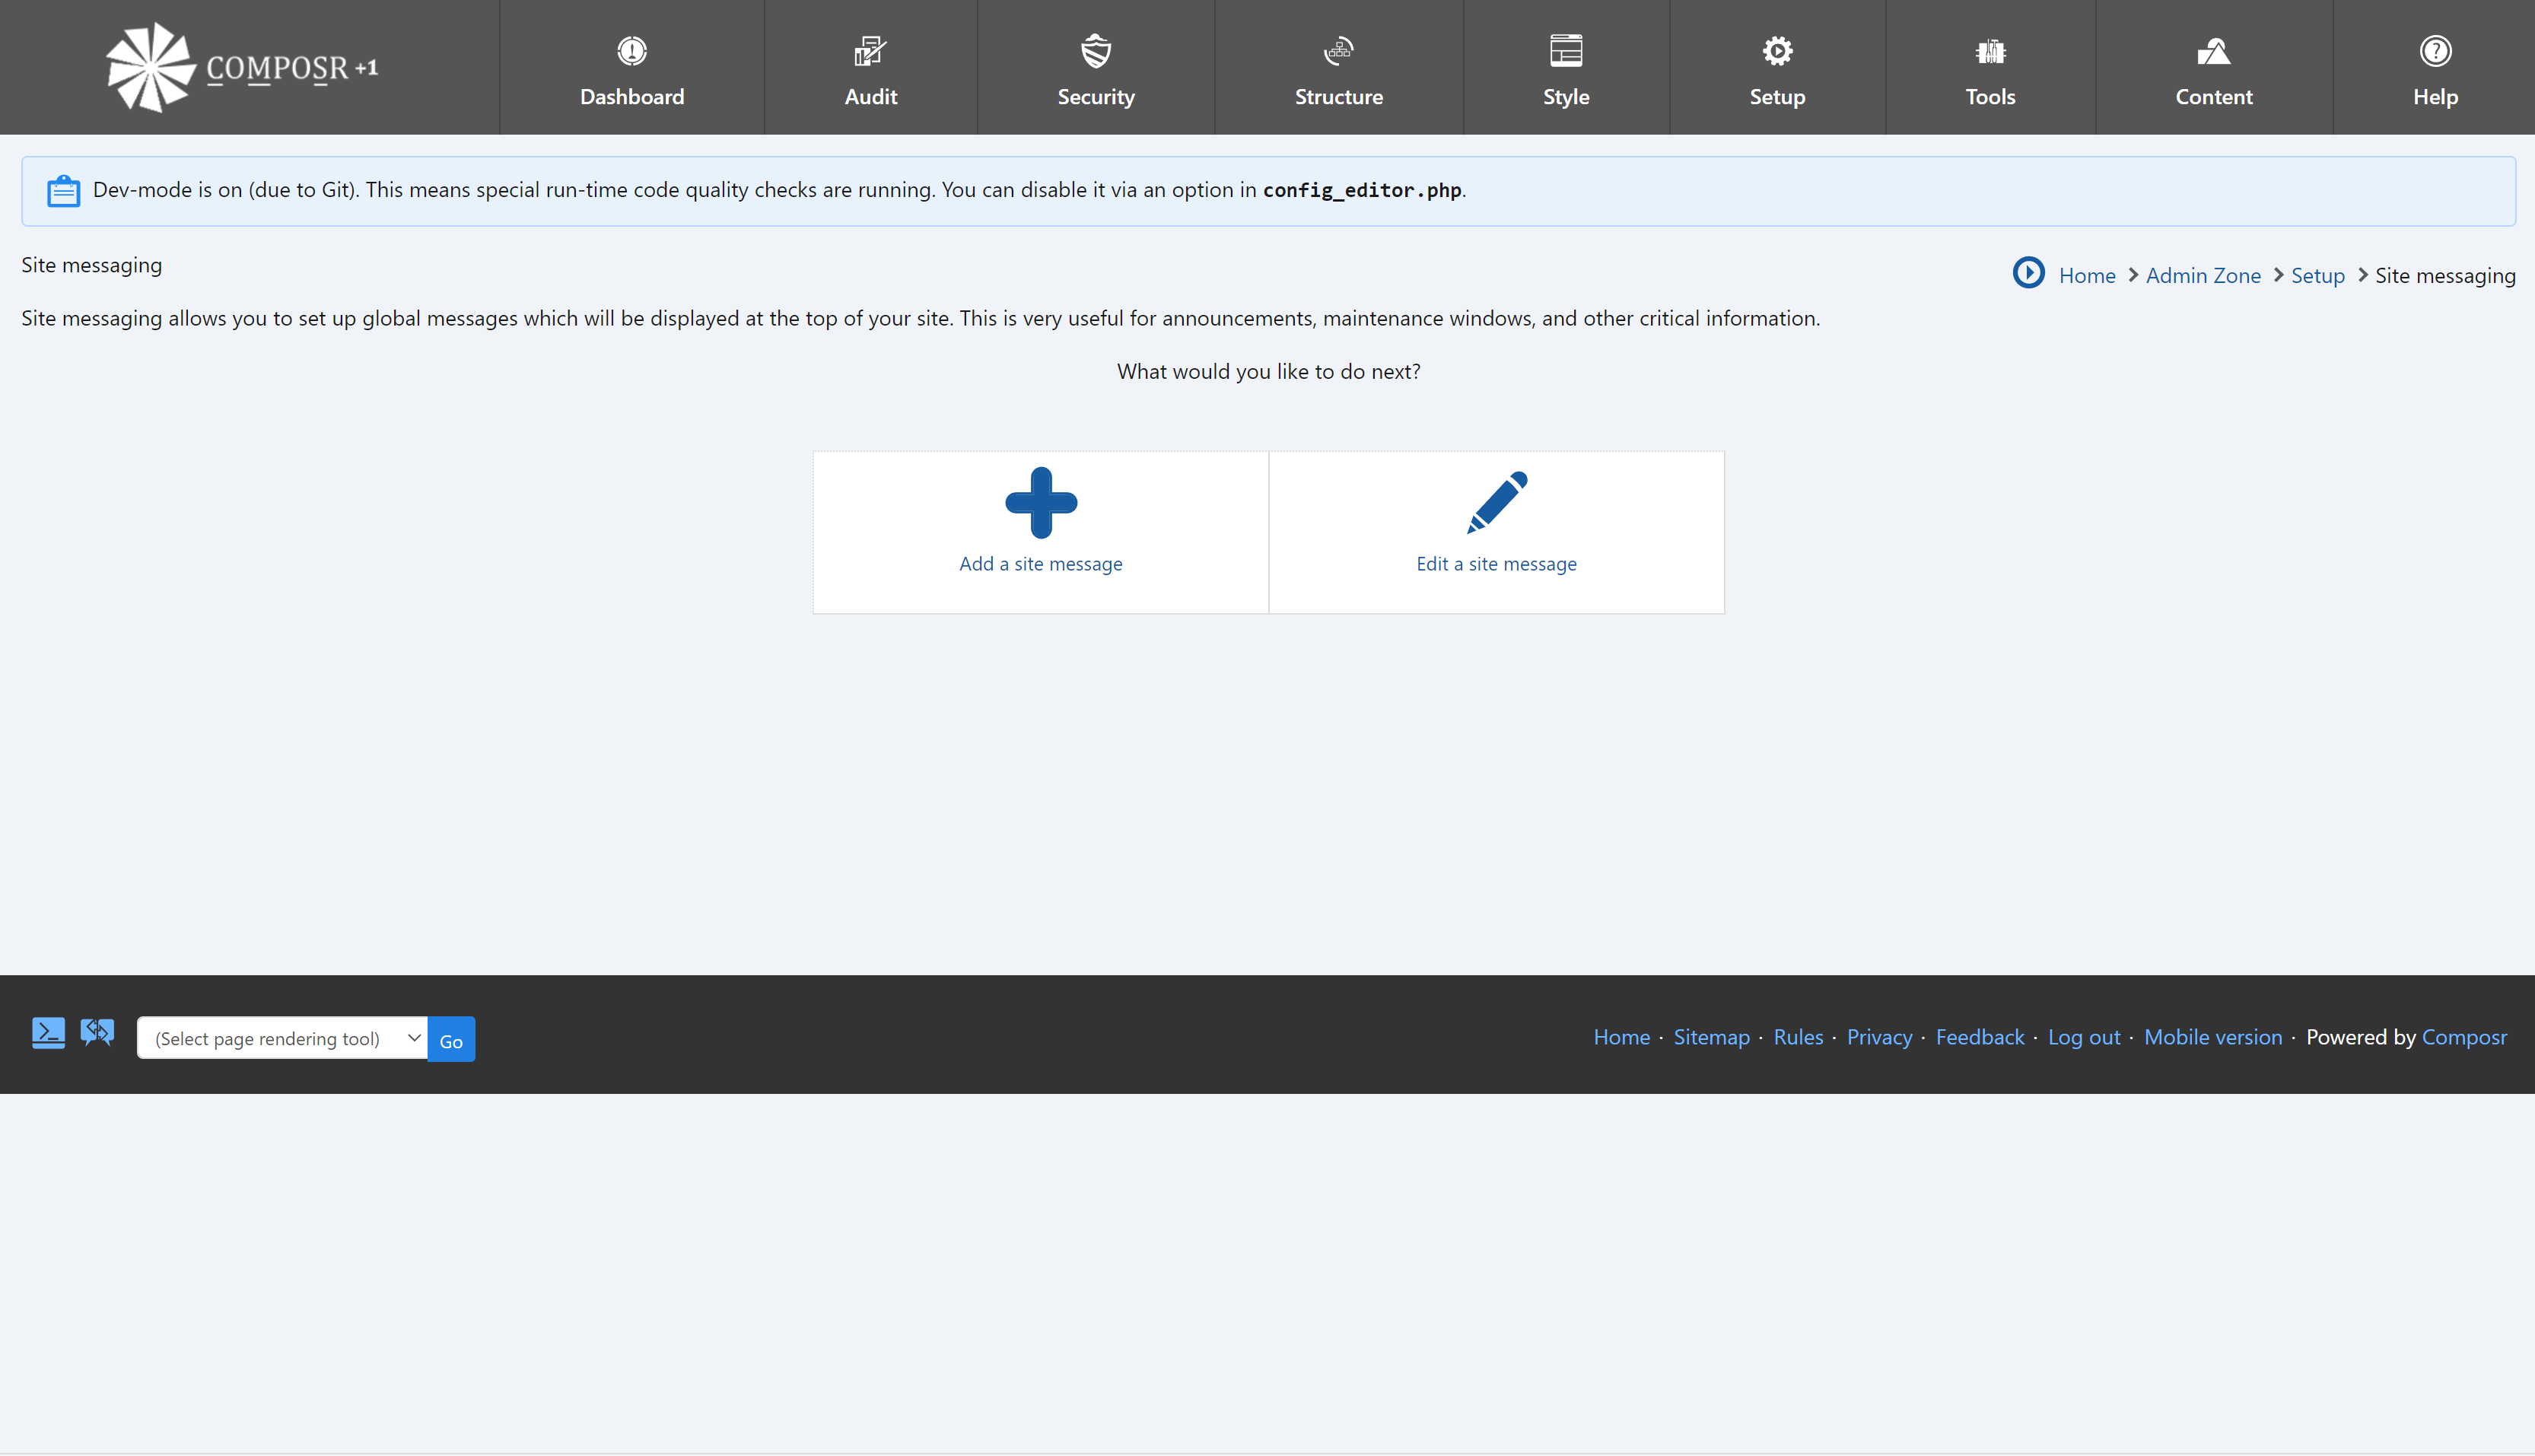 COMPOSR +1
Dashboard
Audit
Security
Structure
Style
Setup
Tools
Content
Help
Dev-mode is on (due to Git). This means special run-time code quality checks are running. You can disable it via an option in config_editor.php.
Site messaging
Home > Admin Zone > Setup > Site messaging
Site messaging allows you to set up global messages which will be displayed at the top of your site. This is very useful for announcements, maintenance windows, and other critical information.
What would you like to do next?
Add a site message
Edit a site message
(Select page rendering tool)
Go
Home · Sitemap · Rules · Privacy · Feedback · Log out · Mobile version · Powered by Composr